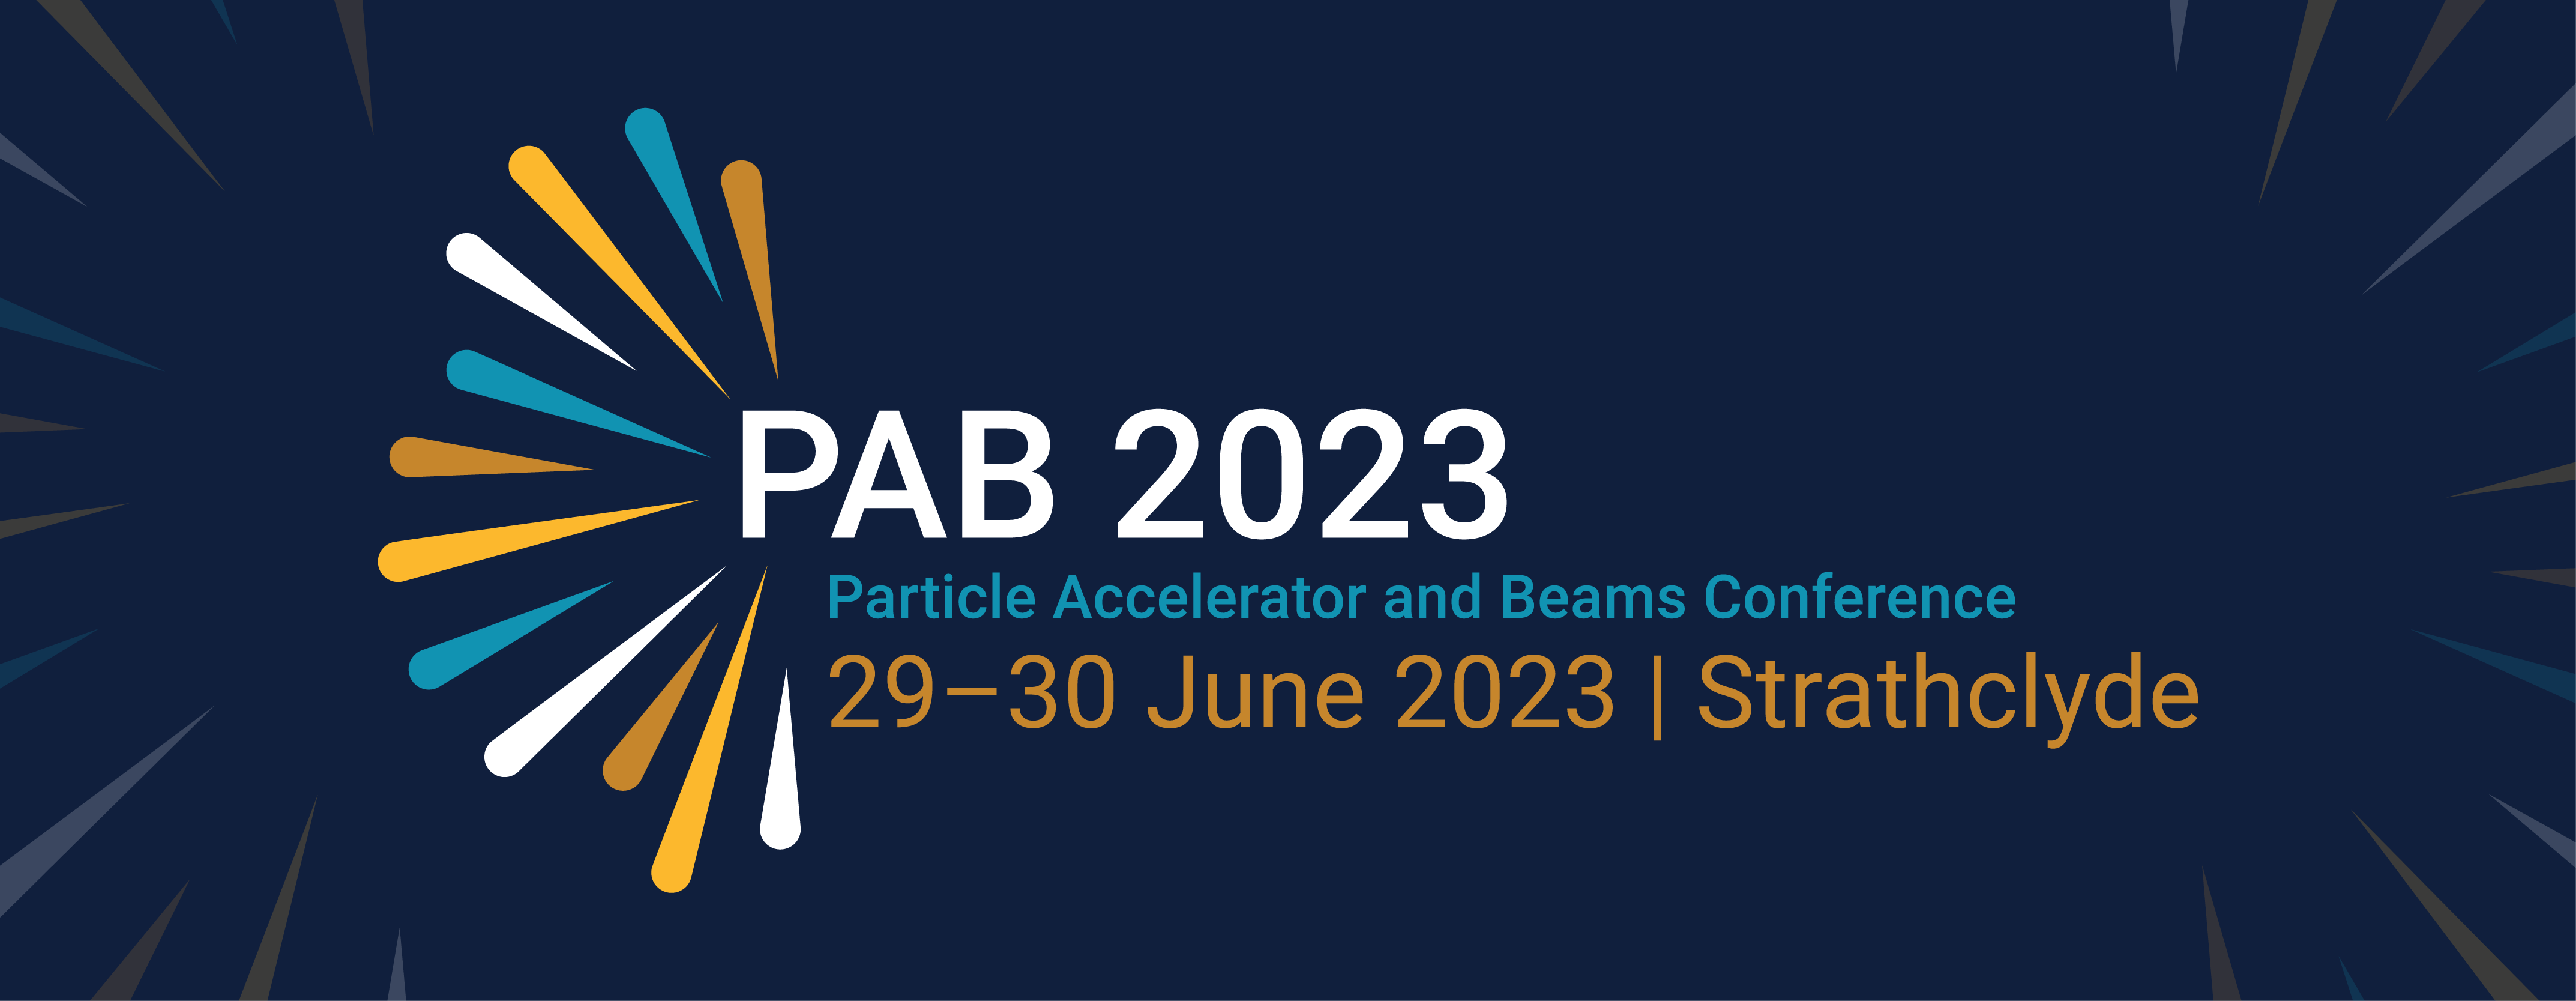 PAB 2023
Particle Accelerator and Beams Conference
29–30 June 2023 | Strathclyde